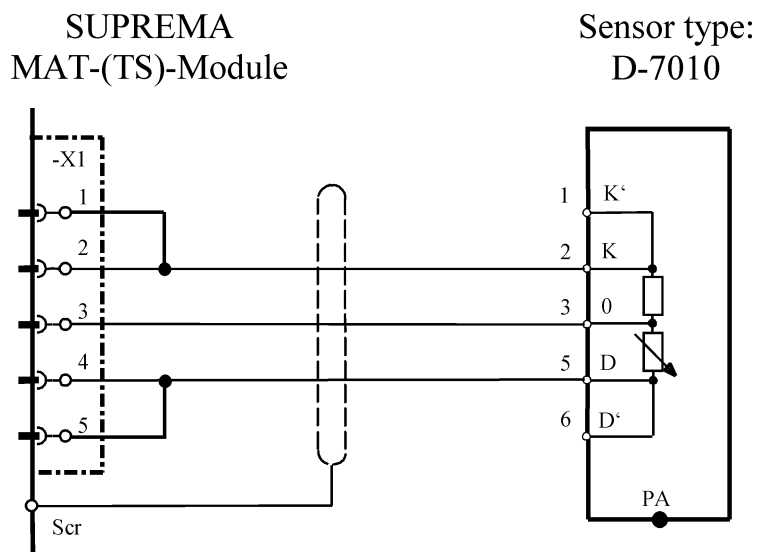 SUPREMA
MAT-(TS)-Module
Sensor type:
D-7010
-X1
1
2
3
4
5
Scr
1 K‘
2 K
3 0
5 D
6 D‘
PA